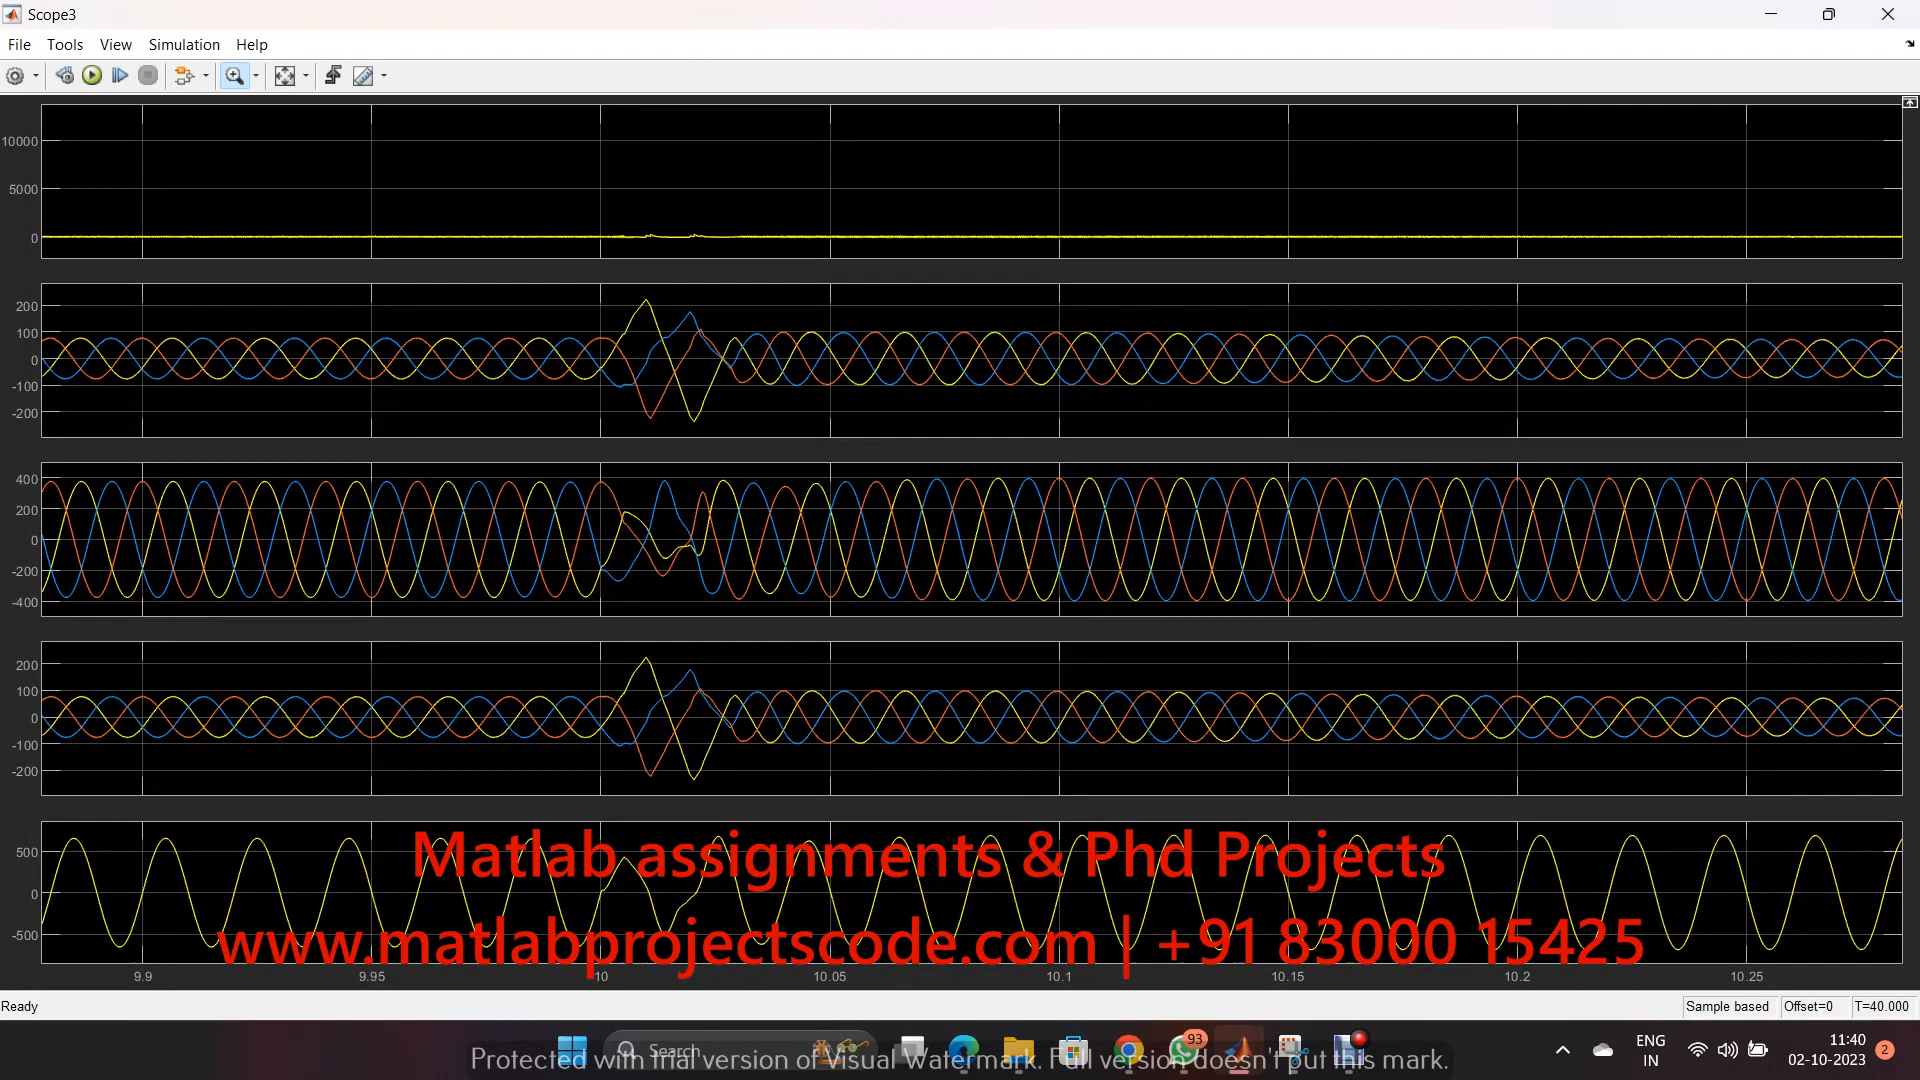 Scope3
File Tools View Simulation Help
10000
5000
0
200
100
0
-100
-200
400
200
0
-200
-400
200
100
0
-100
-200
500
0
-500
9.9 9.95 10 10.05 10.1 10.15 10.2 10.25
Matlab assignments & Phd Projects
www.matlabprojectscode.com | +91 83000 15425
Ready Sample based Offset=0 T=40.000
Search 93 ENG IN 11:40 02-10-2023 2
Protected with trial version of Visual Watermark. Full version doesn't put this mark.